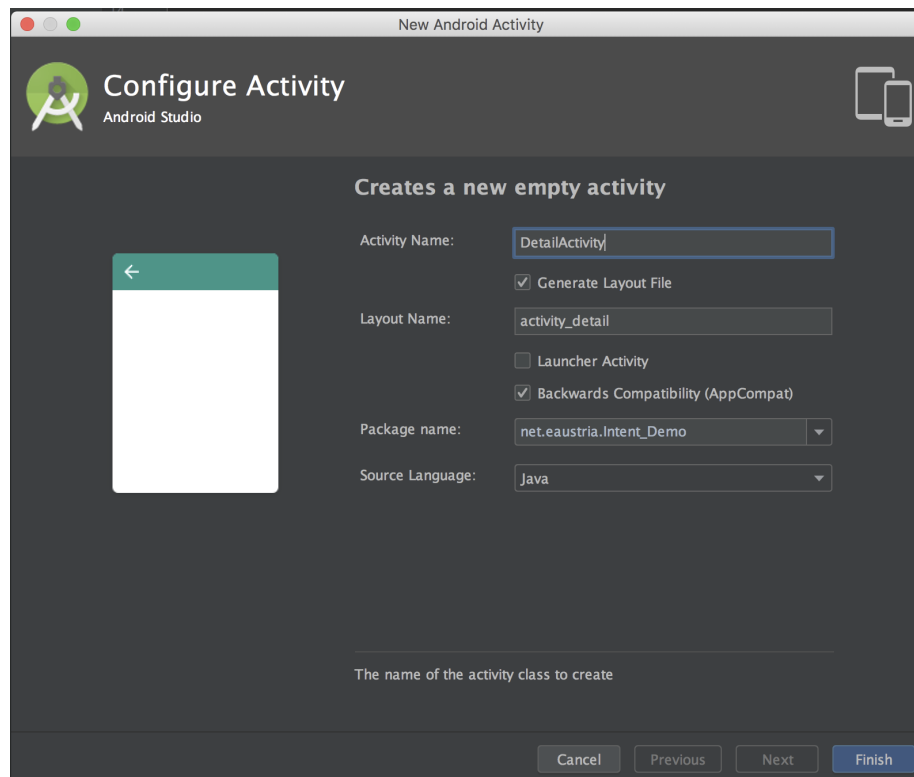 New Android Activity
Configure Activity
Android Studio
Creates a new empty activity
Activity Name:
DetailActivity
Generate Layout File
Layout Name:
activity_detail
Launcher Activity
Backwards Compatibility (AppCompat)
Package name:
net.eaustria.Intent_Demo
Source Language:
Java
The name of the activity class to create
Cancel
Previous
Next
Finish